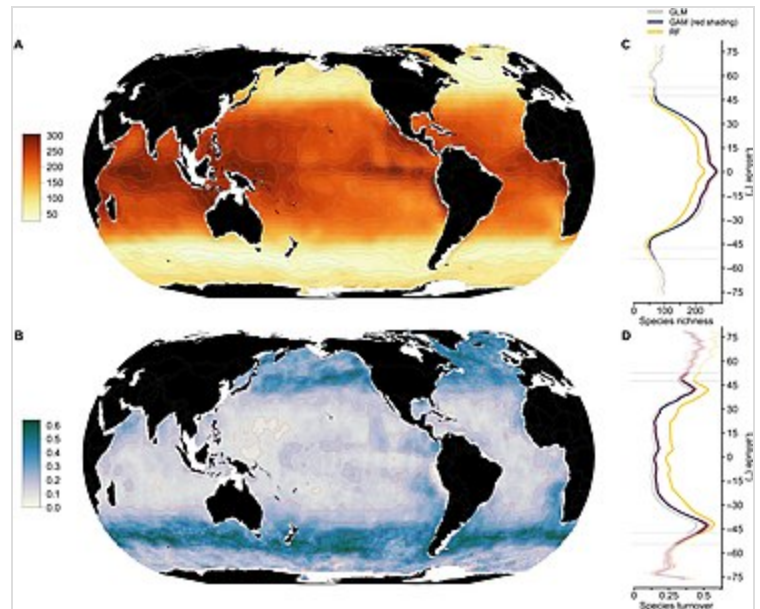 GLM
GAM (red shading)
RF
A
C
300
250
200
150
100
50
75
60
45
30
15
0
−15
−30
−45
−60
−75
Latitude (°)
0 100 200
Species richness
B
D
0.6
0.5
0.4
0.3
0.2
0.1
0.0
75
60
45
30
15
0
−15
−30
−45
−60
−75
Latitude (°)
0 0.25 0.5
Species turnover